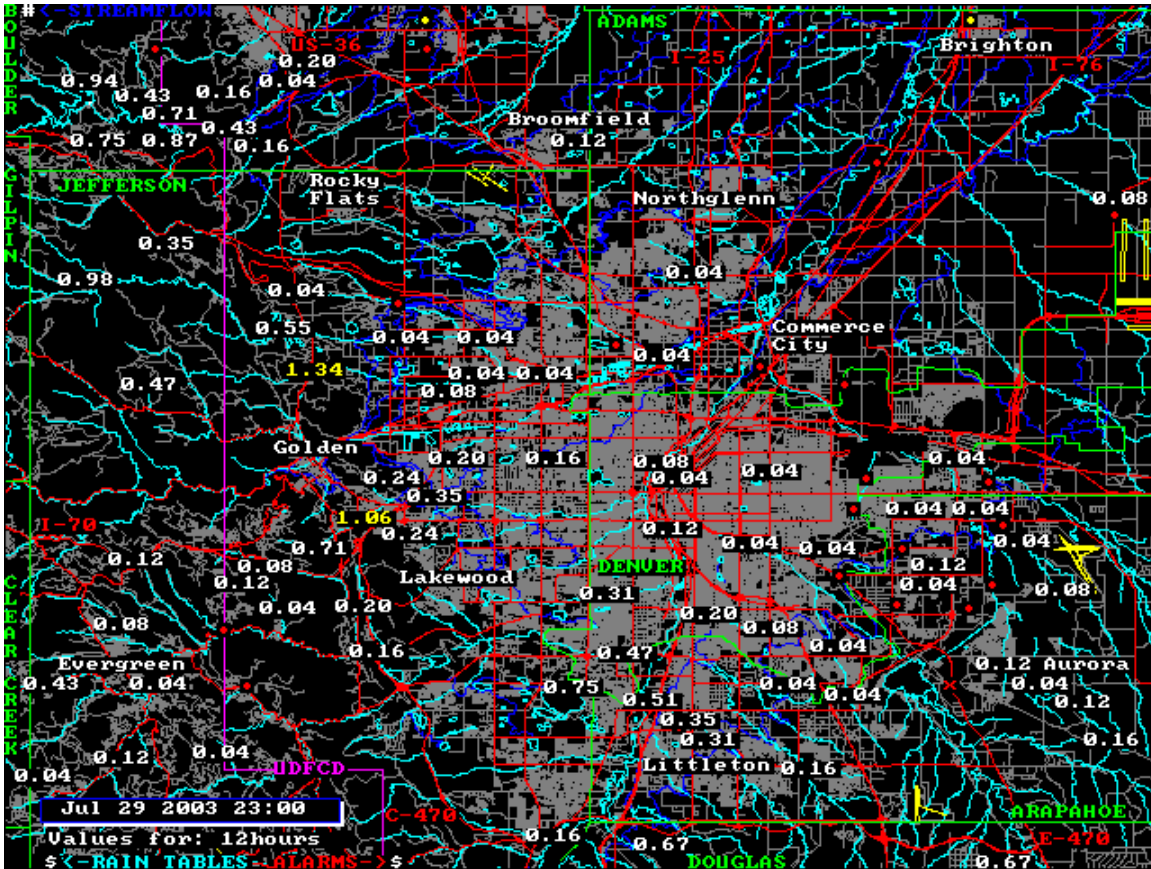 B#<-STREAMFLOW
ADAMS
BOULDER
US-36
Brighton
0.20
I-25
I-76
0.94
0.04
0.43
0.16
0.71
Broomfield
0.43
0.75
0.87
0.16
0.12
JEFFERSON
Rocky
Flats
Northglenn
0.08
GILPIN
0.35
0.98
0.04
0.04
0.55
Commerce
City
0.04
0.04
0.04
1.34
0.04
0.04
0.47
0.08
Golden
0.20
0.16
0.08
0.04
0.04
0.24
0.04
0.35
0.04
0.04
I-70
1.06
0.24
0.12
0.71
0.04
0.04
0.04
0.12
0.08
0.12
DENVER
0.12
Lakewood
0.04
0.08
CLEAR CREEK
0.31
0.04
0.20
0.20
0.08
0.08
0.04
0.16
0.47
Evergreen
0.12 Aurora
0.43
0.04
0.75
0.04
0.04
0.51
0.04
0.12
0.35
0.31
0.16
0.12
0.04
0.04
UDFCD
Littleton
0.16
Jul 29 2003 23:00
C-470
ARAPAHOE
Values for: 12hours
0.16
0.67
E-470
$<-RAIN TABLES-ALARMS->$
DOUGLAS
0.67